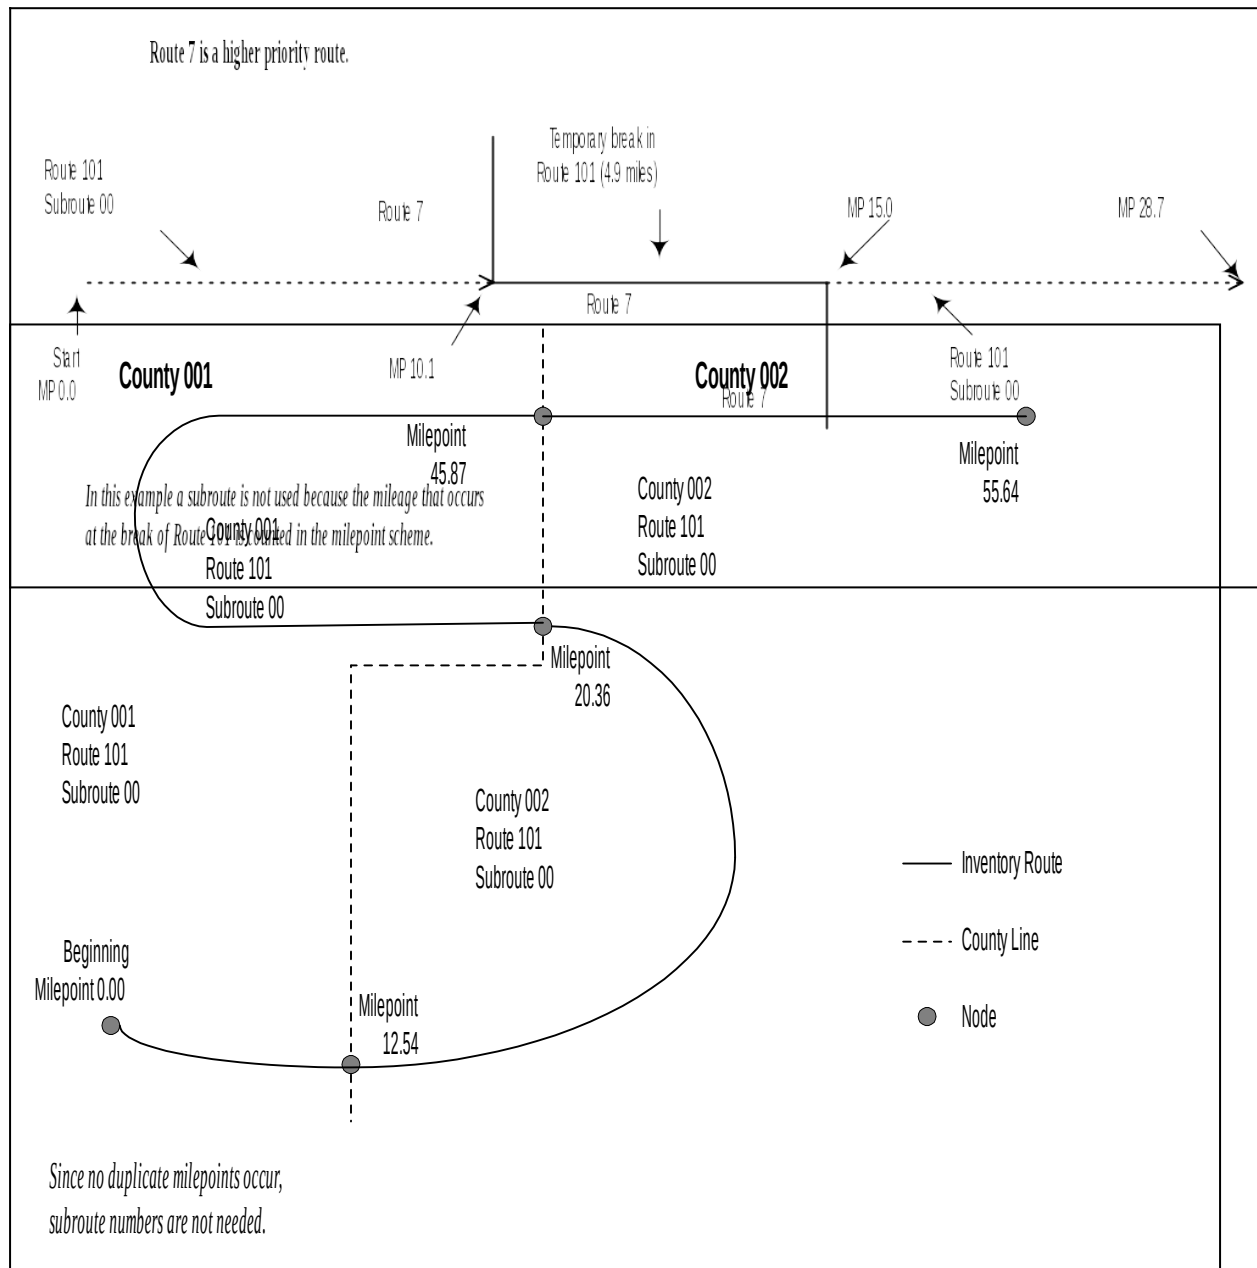 Route 7 is a higher priority route.
Temporary break in
Route 101 (4.9 miles)
Route 101
Subroute 00
Route 7
MP 15.0
MP 28.7
Route 7
Start
MP 0.0
MP 10.1
Route 101
Subroute 00
Route 7
In this example a subroute is not used because the mileage that occurs
at the break of Route 101 is counted in the milepoint scheme.
County 001
County 002
Milepoint
45.87
Milepoint
55.64
County 001
Route 101
Subroute 00
County 002
Route 101
Subroute 00
Milepoint
20.36
County 001
Route 101
Subroute 00
County 002
Route 101
Subroute 00
Inventory Route
County Line
Node
Beginning
Milepoint 0.00
Milepoint
12.54
Since no duplicate milepoints occur,
subroute numbers are not needed.